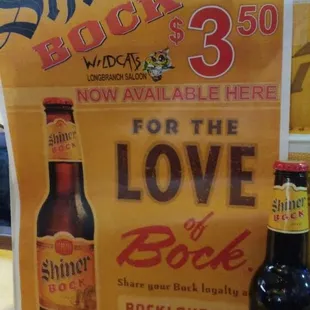 Shiner
BOCK
$3.50
WILDCATS
LONGBRANCH SALOON
NOW AVAILABLE HERE
FOR THE
LOVE
of
Bock.
Share your Bock loyalty a
Shiner
BOCK
Shiner
BOCK
Shiner
BOCK